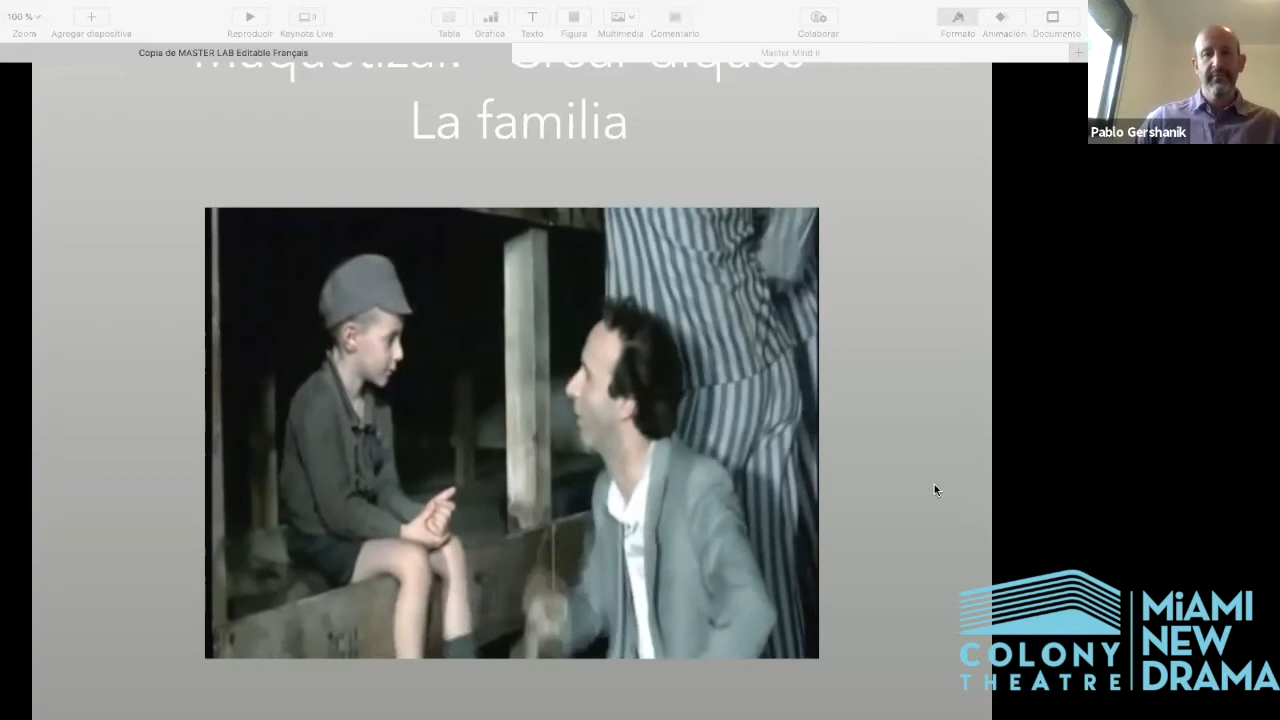 100 %
Zoom
Agregar diapositiva
Reproducir
Keynote Live
Tabla
Gráfica
Texto
Figura
Multimedia
Comentario
Colaborar
Formato
Animación
Documento
Copia de MASTER LAB Editable Français
Master Mind II
La familia
Pablo Gershanik
COLONY
THEATRE
MiAMI
NEW
DRAMA